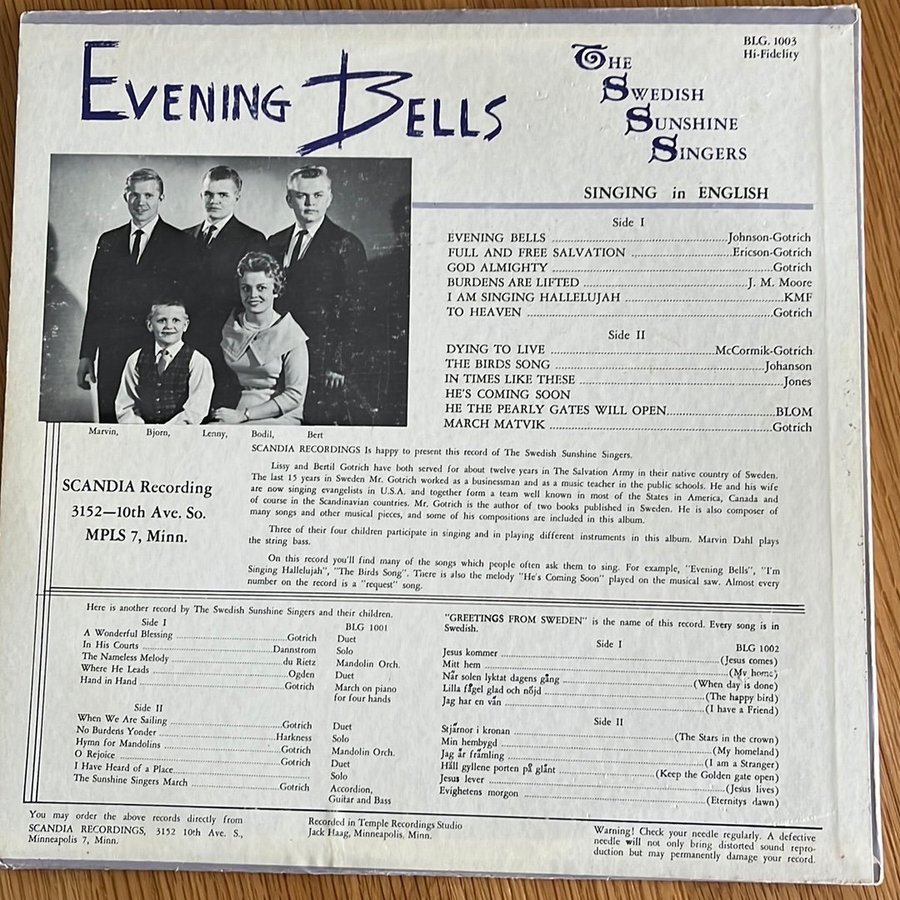 EVENING BELLS
THE
SWEDISH
SUNSHINE
SINGERS
BLG. 1003
Hi-Fidelity
SINGING in ENGLISH
Side I
EVENING BELLS ........ Johnson-Gotrich
FULL AND FREE SALVATION ........ Ericson-Gotrich
GOD ALMIGHTY ........ Gotrich
BURDENS ARE LIFTED ........ J. M. Moore
I AM SINGING HALLELUJAH ........ KMF
TO HEAVEN ........ Gotrich
Side II
DYING TO LIVE ........ McCormik-Gotrich
THE BIRDS SONG ........ Johanson
IN TIMES LIKE THESE ........ Jones
HE'S COMING SOON
HE THE PEARLY GATES WILL OPEN ........ BLOM
MARCH MATVIK ........ Gotrich
Marvin, Bjorn, Lenny, Bodil, Bert
SCANDIA Recording
3152—10th Ave. So.
MPLS 7, Minn.
SCANDIA RECORDINGS Is happy to present this record of The Swedish Sunshine Singers.
Lissy and Bertil Gotrich have both served for about twelve years in The Salvation Army in their native country of Sweden.
The last 15 years in Sweden Mr. Gotrich worked as a businessman and as a music teacher in the public schools. He and his wife
are now singing evangelists in U.S.A. and together form a team well known in most of the States in America, Canada and
of course in the Scandinavian countries. Mr. Gotrich is the author of two books published in Sweden. He is also composer of
many songs and other musical pieces, and some of his compositions are included in this album.
Three of their four children participate in singing and in playing different instruments in this album. Marvin Dahl plays
the string bass.
On this record you'll find many of the songs which people often ask them to sing. For example, "Evening Bells", "I'm
Singing Hallelujah", "The Birds Song". There is also the melody "He's Coming Soon" played on the musical saw. Almost every
number on the record is a "request" song.
Here is another record by The Swedish Sunshine Singers and their children.
Side I BLG 1001
A Wonderful Blessing ........ Gotrich Duet
In His Courts ........ Dannstrom Solo
The Nameless Melody ........ du Rietz Mandolin Orch.
Where He Leads ........ Ogden Duet
Hand in Hand ........ Gotrich March on piano
for four hands
Side II
When We Are Sailing ........ Gotrich Duet
No Burdens Yonder ........ Harkness Solo
Hymn for Mandolins ........ Gotrich Mandolin Orch.
O Rejoice ........ Gotrich Duet
I Have Heard of a Place ........ Solo
The Sunshine Singers March ........ Gotrich Accordion,
Guitar and Bass
"GREETINGS FROM SWEDEN" is the name of this record. Every song is in
Swedish.
Side I BLG 1002
Jesus kommer ........ (Jesus comes)
Mitt hem ........ (My home)
Når solen lyktat dagens gång ........ (When day is done)
Lilla fågel glad och nöjd ........ (The happy bird)
Jag har en vän ........ (I have a Friend)
Side II
Stjärnor i kronan ........ (The Stars in the crown)
Min hembygd ........ (My homeland)
Jag är främling ........ (I am a Stranger)
Håll gyllene porten på glänt ........ (Keep the Golden gate open)
Jesus lever ........ (Jesus lives)
Evighetens morgon ........ (Eternitys dawn)
You may order the above records directly from
SCANDIA RECORDINGS, 3152 10th Ave. S.,
Minneapolis 7, Minn.
Recorded in Temple Recordings Studio
Jack Haag, Minneapolis, Minn.
Warning! Check your needle regularly. A defective
needle will not only bring distorted sound repro-
duction but may permanently damage your record.